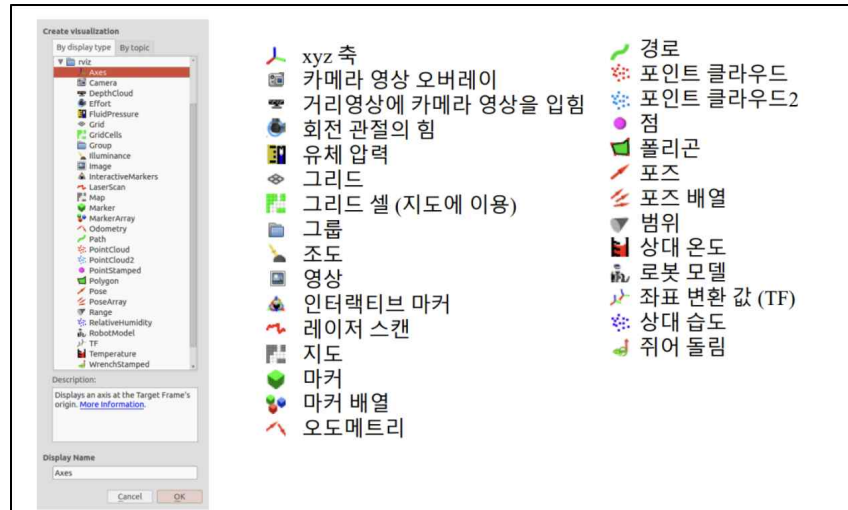 Create visualization
By display type By topic
rviz
Axes
Camera
DepthCloud
Effort
FluidPressure
Grid
GridCells
Group
Illuminance
Image
InteractiveMarkers
LaserScan
Map
Marker
MarkerArray
Odometry
Path
PointCloud
PointCloud2
PointStamped
Polygon
Pose
PoseArray
Range
RelativeHumidity
RobotModel
TF
Temperature
WrenchStamped
Description:
Displays an axis at the Target Frame's
origin. More Information.
Display Name
Axes
Cancel OK
xyz 축
카메라 영상 오버레이
거리영상에 카메라 영상을 입힘
회전 관절의 힘
유체 압력
그리드
그리드 셀 (지도에 이용)
그룹
조도
영상
인터랙티브 마커
레이저 스캔
지도
마커
마커 배열
오도메트리
경로
포인트 클라우드
포인트 클라우드2
점
폴리곤
포즈
포즈 배열
범위
상대 온도
로봇 모델
좌표 변환 값 (TF)
상대 습도
쥐어 돌림